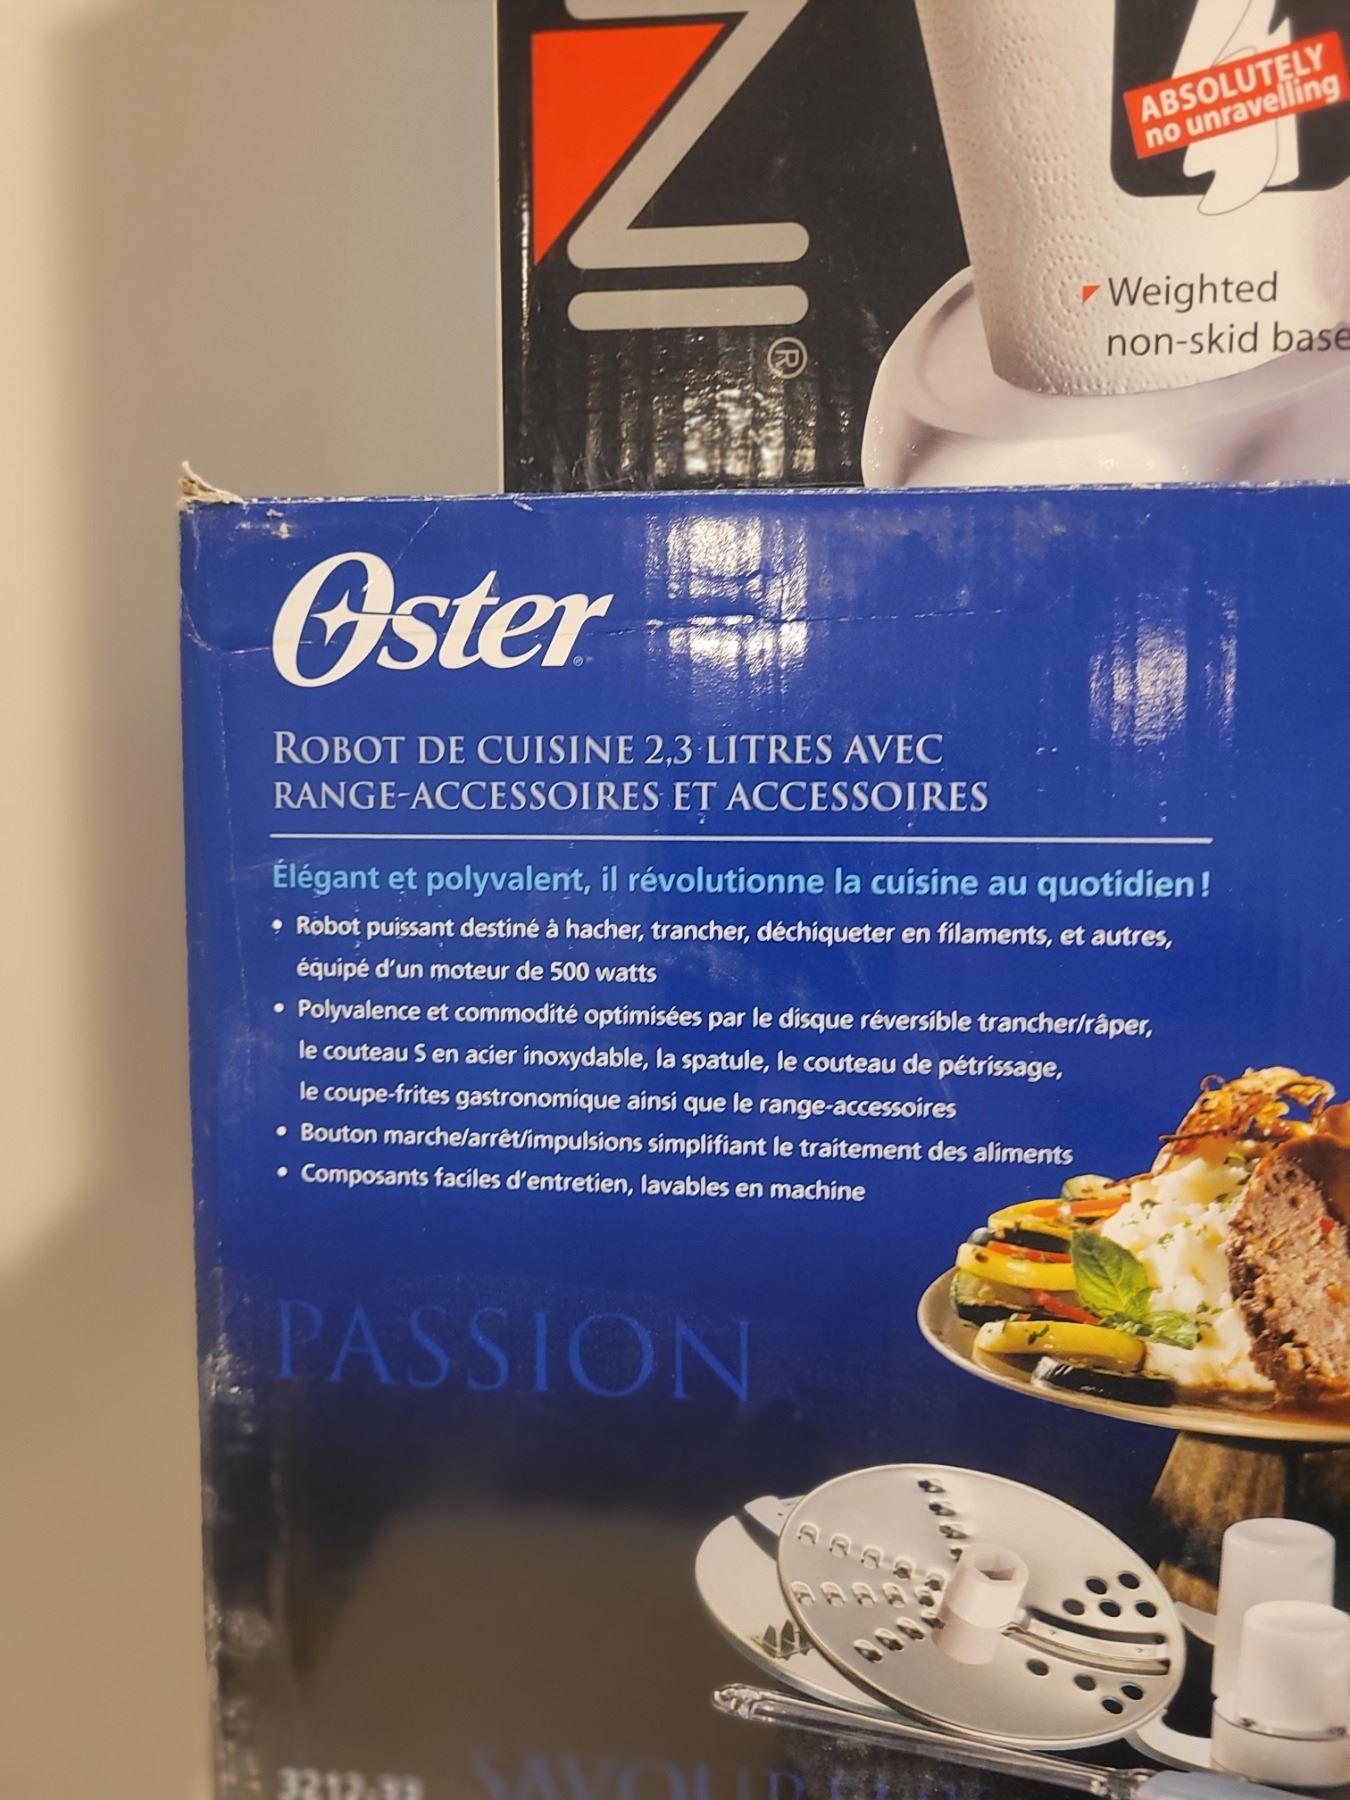 ABSOLUTELY
no unravelling
Weighted
non-skid base
®
Oster®
ROBOT DE CUISINE 2,3 LITRES AVEC
RANGE-ACCESSOIRES ET ACCESSOIRES
Élégant et polyvalent, il révolutionne la cuisine au quotidien !
• Robot puissant destiné à hacher, trancher, déchiqueter en filaments, et autres,
équipé d'un moteur de 500 watts
• Polyvalence et commodité optimisées par le disque réversible trancher/râper,
le couteau S en acier inoxydable, la spatule, le couteau de pétrissage,
le coupe-frites gastronomique ainsi que le range-accessoires
• Bouton marche/arrêt/impulsions simplifiant le traitement des aliments
• Composants faciles d'entretien, lavables en machine
PASSION
3212-33